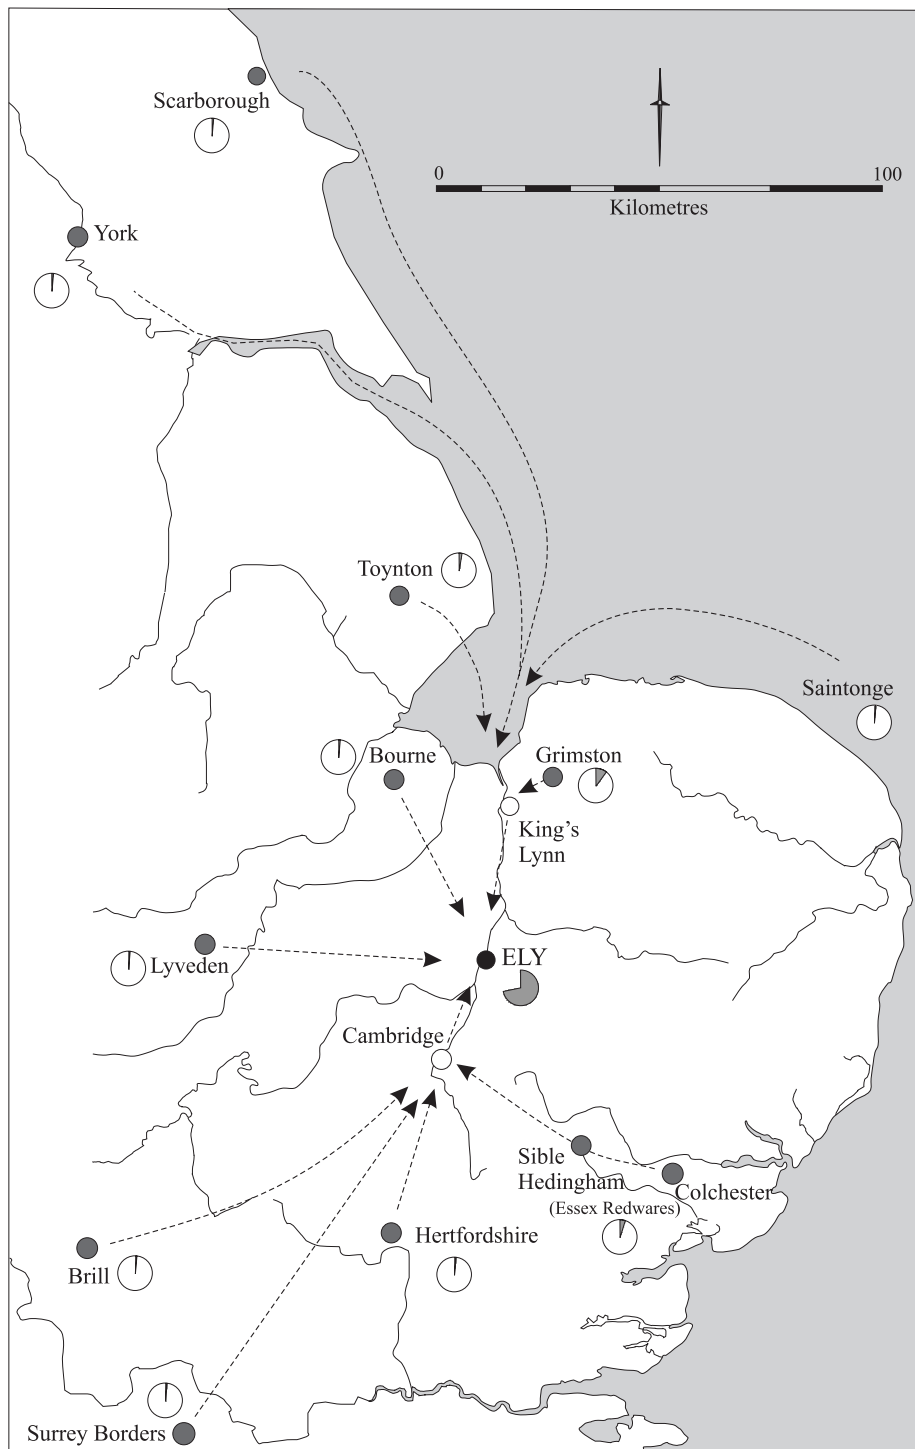 Scarborough
0
100
Kilometres
York
Toynton
Saintonge
Bourne
Grimston
King's
Lynn
Lyveden
ELY
Cambridge
Sible
Hedingham
Colchester
(Essex Redwares)
Hertfordshire
Brill
Surrey Borders